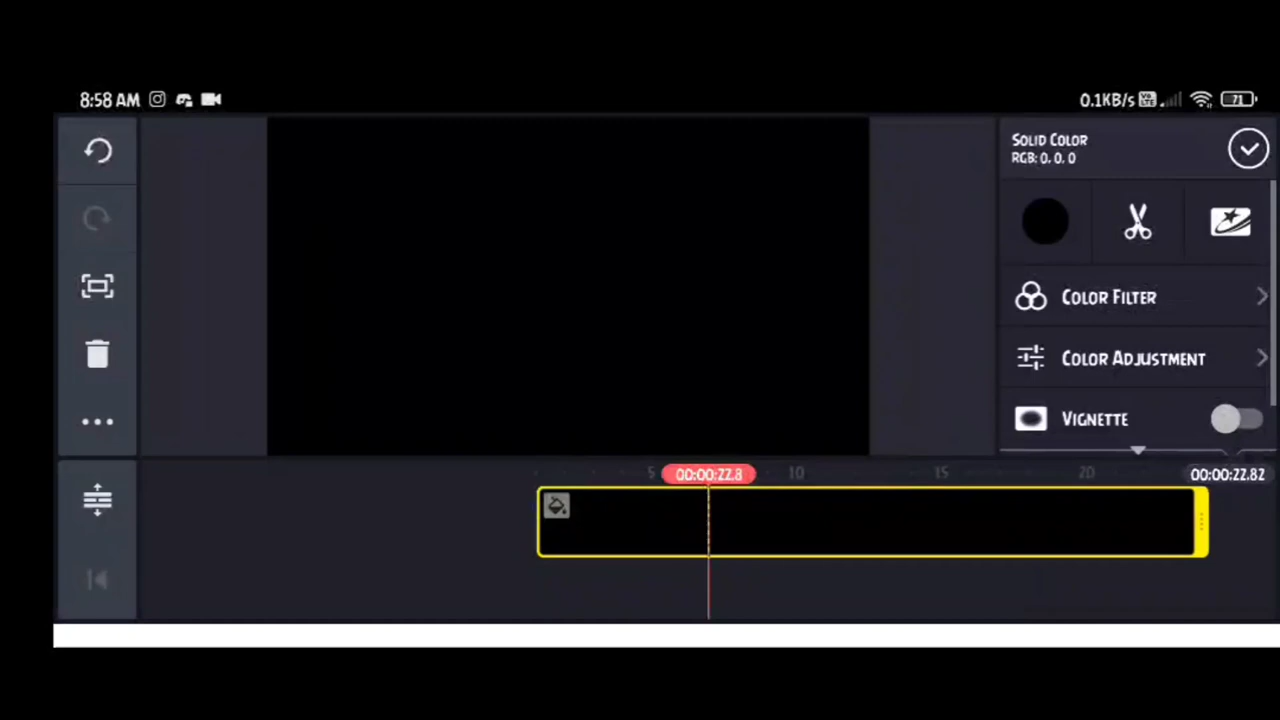 8:58 AM
0.1KB/s
71
SOLID COLOR
RGB: 0, 0, 0
COLOR FILTER
COLOR ADJUSTMENT
VIGNETTE
5 00:00:22.8 10 15 20 00:00:22.82